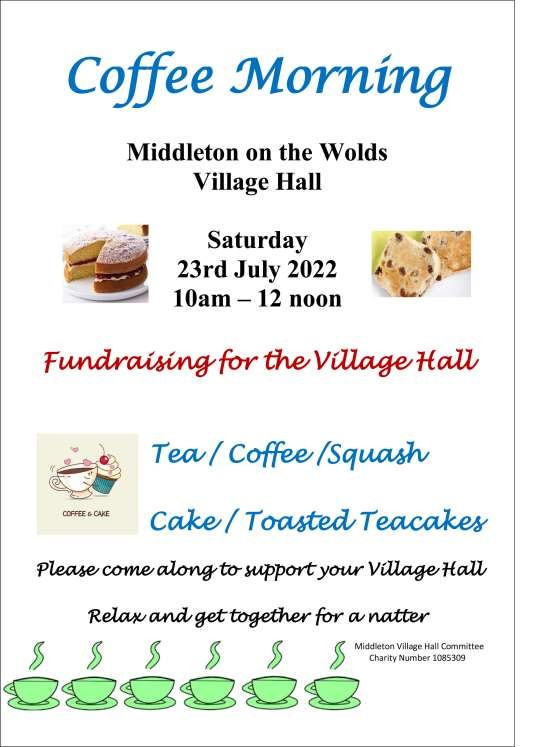 Coffee Morning
Middleton on the Wolds
Village Hall
Saturday
23rd July 2022
10am – 12 noon
Fundraising for the Village Hall
Tea / Coffee /Squash
COFFEE & CAKE
Cake / Toasted Teacakes
Please come along to support your Village Hall
Relax and get together for a natter
Middleton Village Hall Committee
Charity Number 1085309